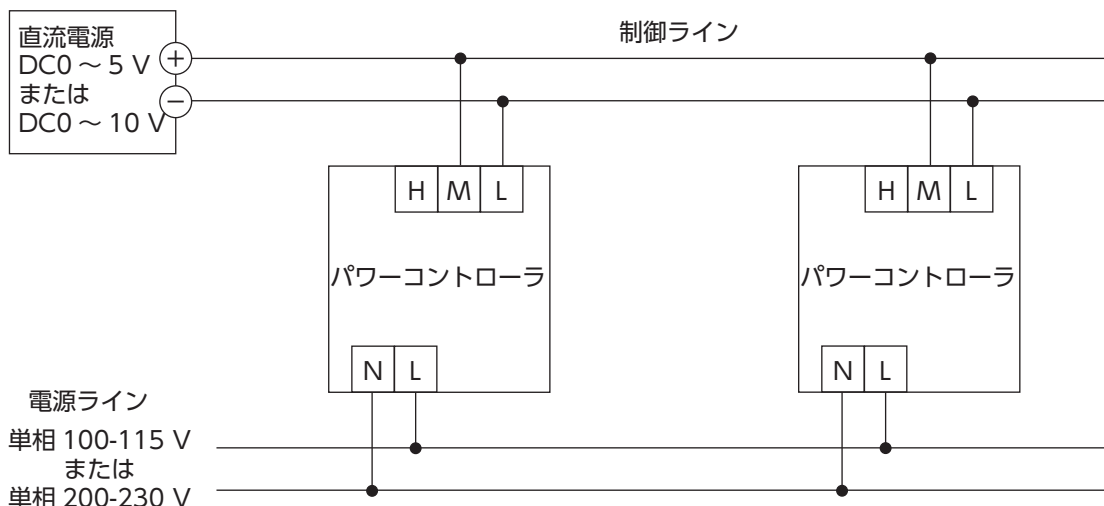 直流電源
DC0 ~ 5 V
または
DC0 ~ 10 V
+
−
制御ライン
H M L
H M L
パワーコントローラ
パワーコントローラ
N L
N L
電源ライン
単相 100-115 V
または
単相 200-230 V